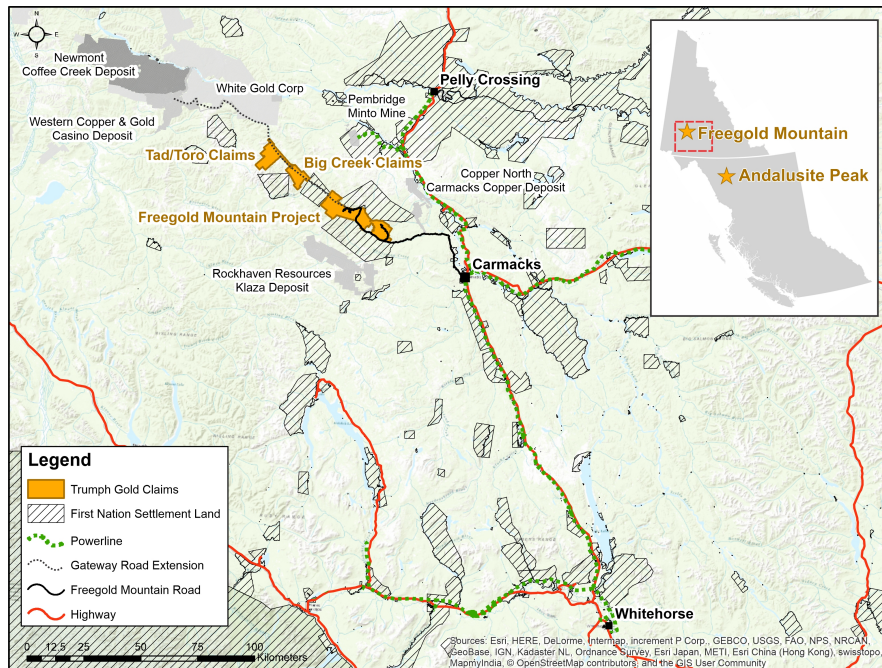 N
W
E
S
Newmont
Coffee Creek Deposit
White Gold Corp
Western Copper & Gold
Casino Deposit
Pelly Crossing
Pembridge
Minto Mine
Tad/Toro Claims
Big Creek Claims
Copper North
Carmacks Copper Deposit
Freegold Mountain Project
Carmacks
Rockhaven Resources
Klaza Deposit
Whitehorse
Freegold Mountain
Andalusite Peak
Legend
Trumph Gold Claims
First Nation Settlement Land
Powerline
Gateway Road Extension
Freegold Mountain Road
Highway
0 12.5 25 50 75 100
Kilometers
Sources: Esri, HERE, DeLorme, Intermap, increment P Corp., GEBCO, USGS, FAO, NPS, NRCAN,
GeoBase, IGN, Kadaster NL, Ordnance Survey, Esri Japan, METI, Esri China (Hong Kong), swisstopo,
MapmyIndia, © OpenStreetMap contributors, and the GIS User Community